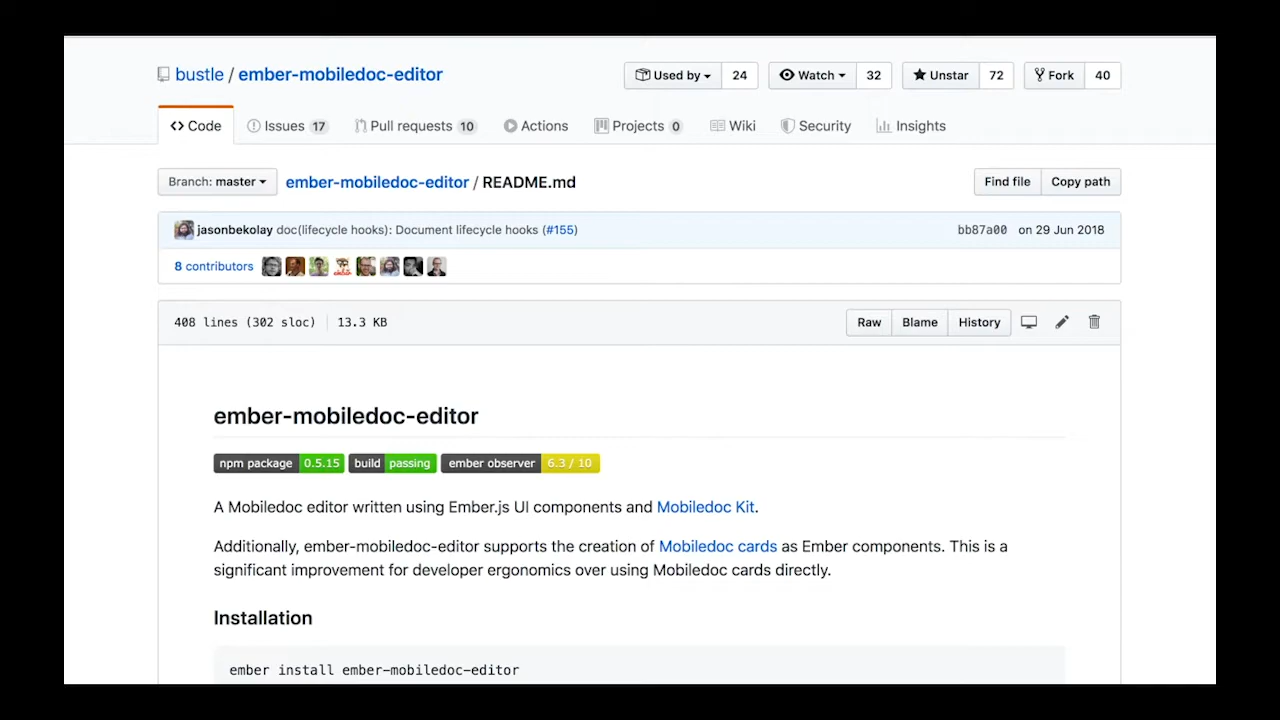 bustle / ember-mobiledoc-editor
Used by 24 Watch 32 Unstar 72 Fork 40
Code Issues 17 Pull requests 10 Actions Projects 0 Wiki Security Insights
Branch: master ember-mobiledoc-editor / README.md Find file Copy path
jasonbekolay doc(lifecycle hooks): Document lifecycle hooks (#155) bb87a00 on 29 Jun 2018
8 contributors
408 lines (302 sloc) 13.3 KB Raw Blame History
ember-mobiledoc-editor
npm package 0.5.15 build passing ember observer 6.3 / 10
A Mobiledoc editor written using Ember.js UI components and Mobiledoc Kit.
Additionally, ember-mobiledoc-editor supports the creation of Mobiledoc cards as Ember components. This is a
significant improvement for developer ergonomics over using Mobiledoc cards directly.
Installation
ember install ember-mobiledoc-editor